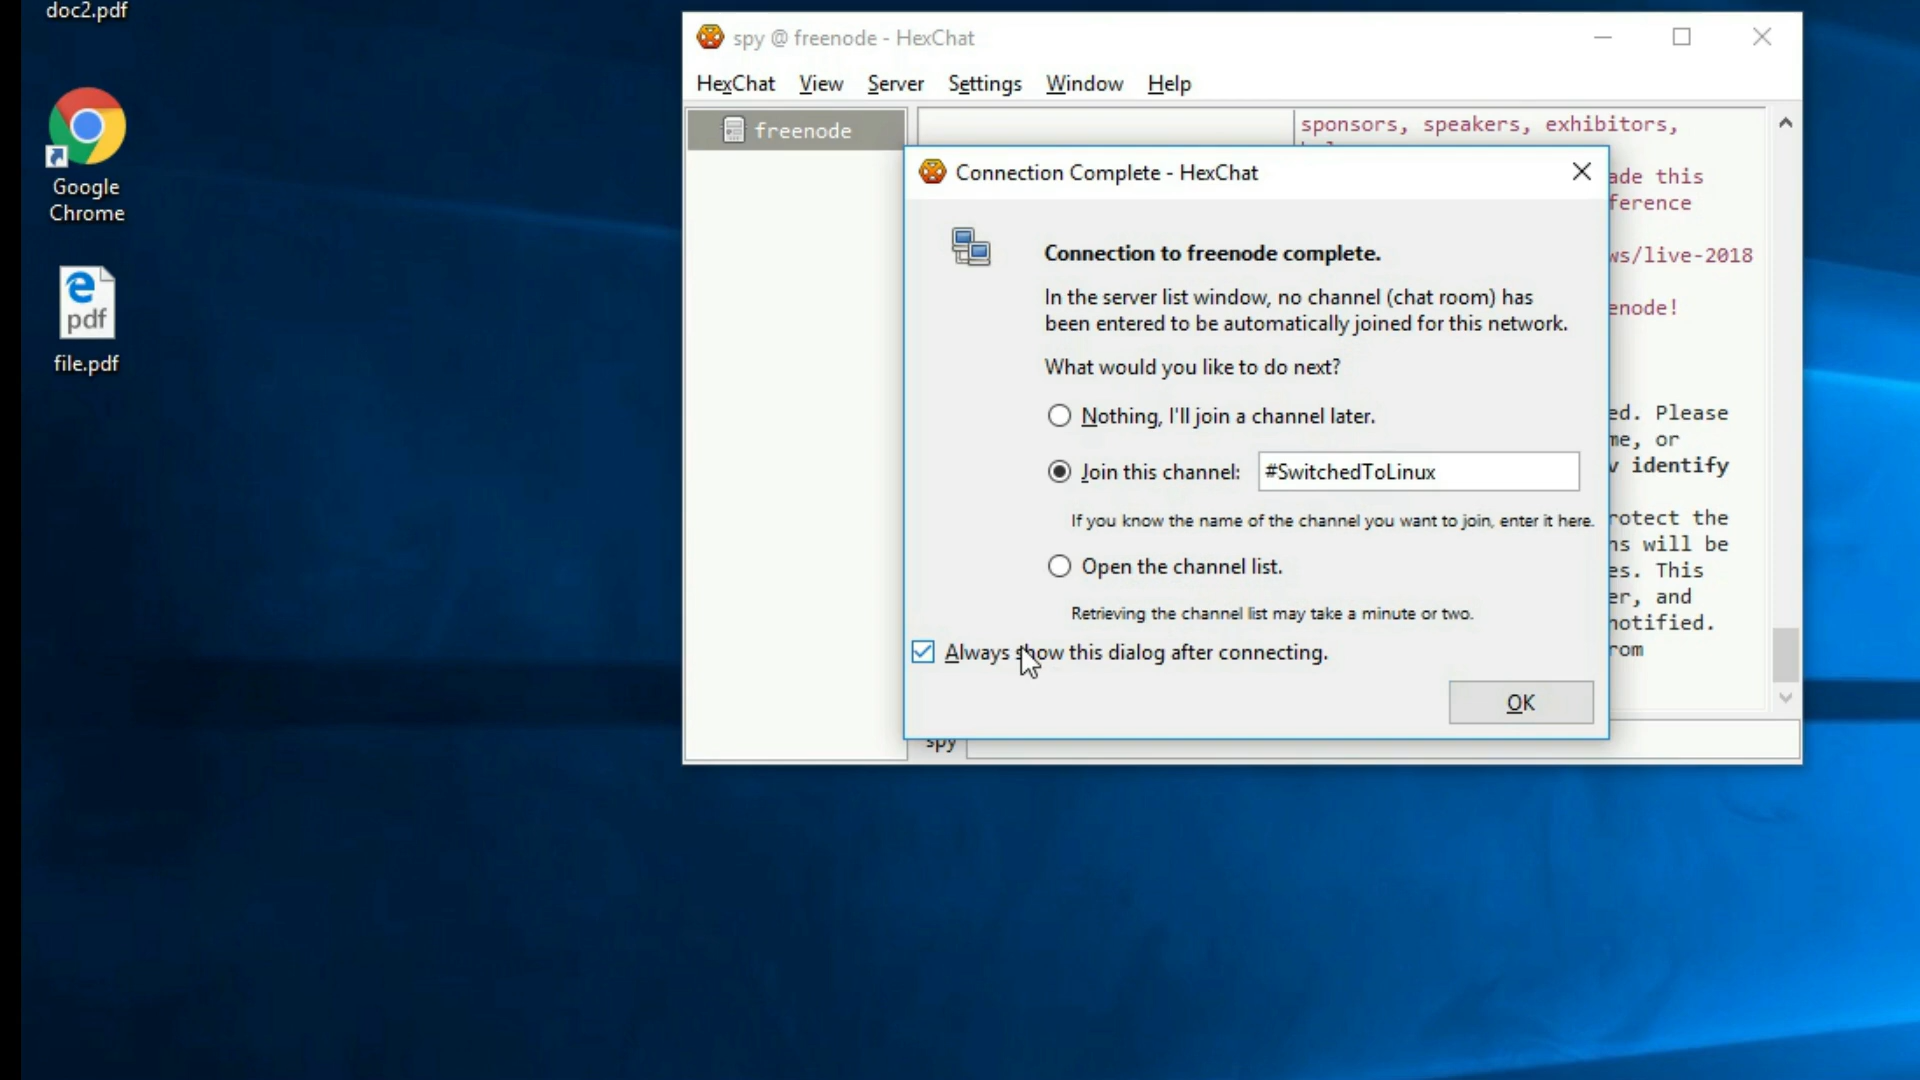 doc2.pdf
Google
Chrome
pdf
file.pdf
spy @ freenode - HexChat
HexChat View Server Settings Window Help
freenode
sponsors, speakers, exhibitors,
Connection Complete - HexChat
ade this
ference
Connection to freenode complete.
ws/live-2018
In the server list window, no channel (chat room) has
been entered to be automatically joined for this network.
enode!
What would you like to do next?
Nothing, I'll join a channel later.
ed. Please
me, or
Join this channel: #SwitchedToLinux
v identify
If you know the name of the channel you want to join, enter it here.
rotect the
ns will be
Open the channel list.
es. This
er, and
Retrieving the channel list may take a minute or two.
notified.
Always show this dialog after connecting.
rom
OK
spy